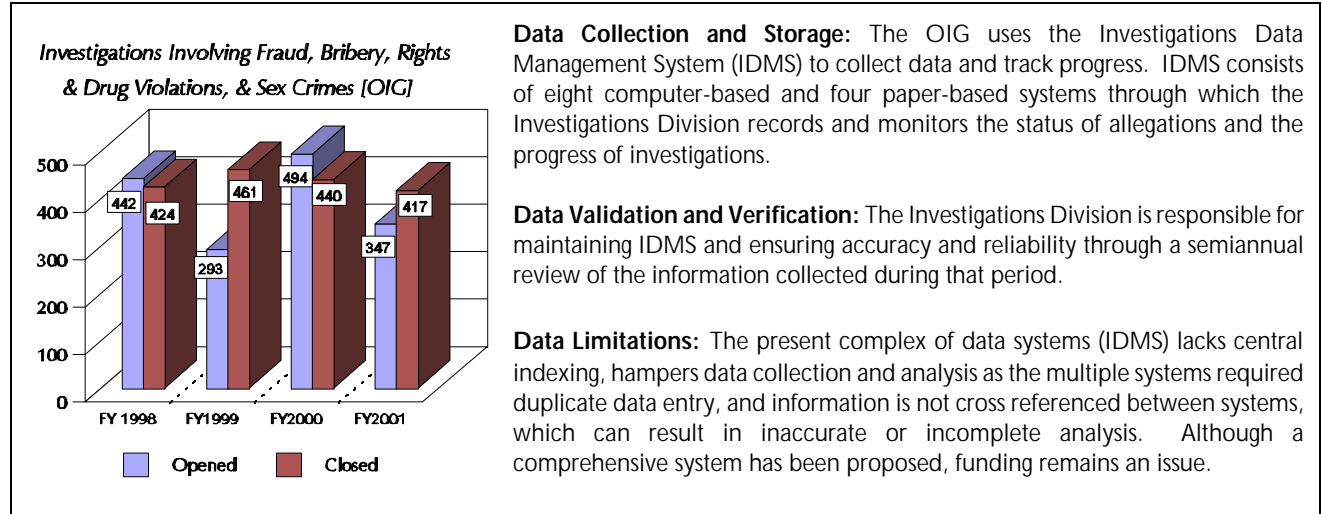 Investigations Involving Fraud, Bribery, Rights
& Drug Violations, & Sex Crimes [OIG]
500
400
300
200
100
0
442
424
293
461
494
440
347
417
FY 1998
FY1999
FY2000
FY2001
Opened
Closed
Data Collection and Storage: The OIG uses the Investigations Data
Management System (IDMS) to collect data and track progress. IDMS consists
of eight computer-based and four paper-based systems through which the
Investigations Division records and monitors the status of allegations and the
progress of investigations.
Data Validation and Verification: The Investigations Division is responsible for
maintaining IDMS and ensuring accuracy and reliability through a semiannual
review of the information collected during that period.
Data Limitations: The present complex of data systems (IDMS) lacks central
indexing, hampers data collection and analysis as the multiple systems required
duplicate data entry, and information is not cross referenced between systems,
which can result in inaccurate or incomplete analysis. Although a
comprehensive system has been proposed, funding remains an issue.